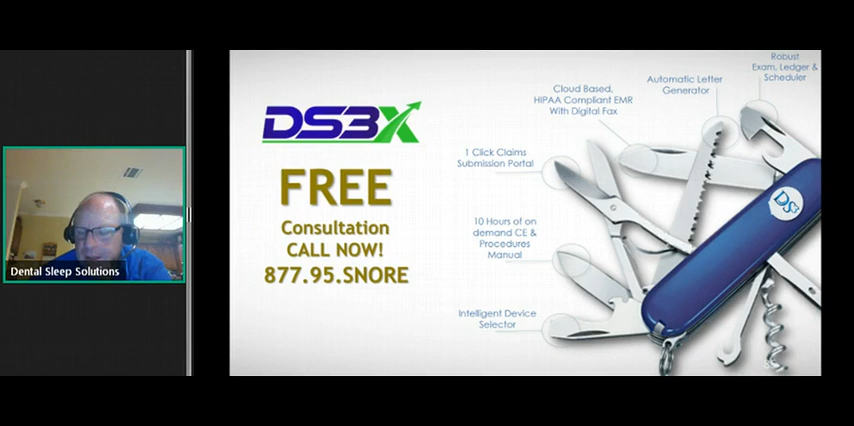 Dental Sleep Solutions
DS3X
FREE
Consultation
CALL NOW!
877.95.SNORE
Robust
Exam, Ledger &
Scheduler
Automatic Letter
Generator
Cloud Based,
HIPAA Compliant EMR
With Digital Fax
1 Click Claims
Submission Portal
10 Hours of on
demand CE &
Procedures
Manual
Intelligent Device
Selector
DS3